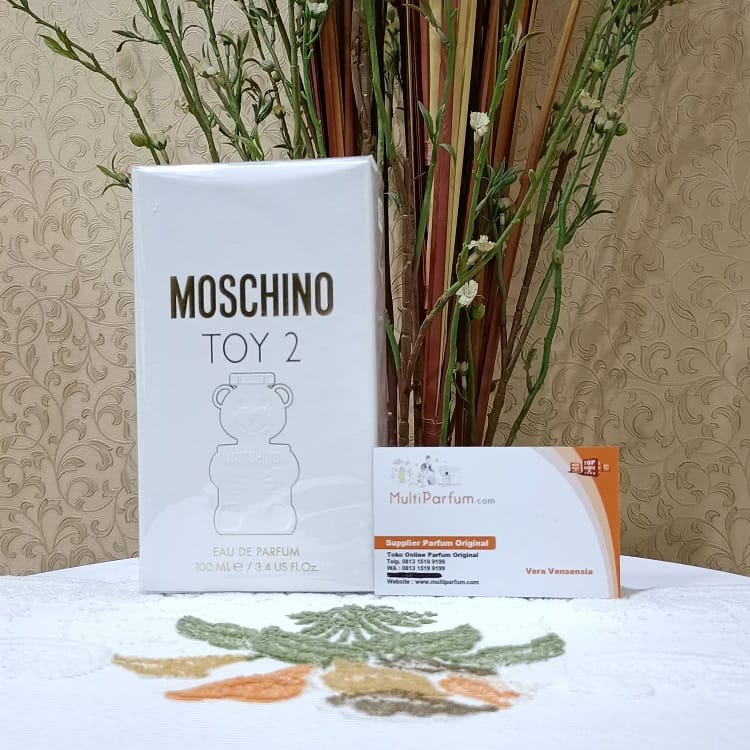 MOSCHINO
TOY 2
MOSCHINO
EAU DE PARFUM
100 ML ℮ / 3.4 US Fl.Oz.
MultiParfum.com
Supplier Parfum Original
Toko Online Parfum Original
Telp. 0813 1519 9199
WA : 0813 1519 9199
Website : www.multiparfum.com
Vera Vensensia
TOP